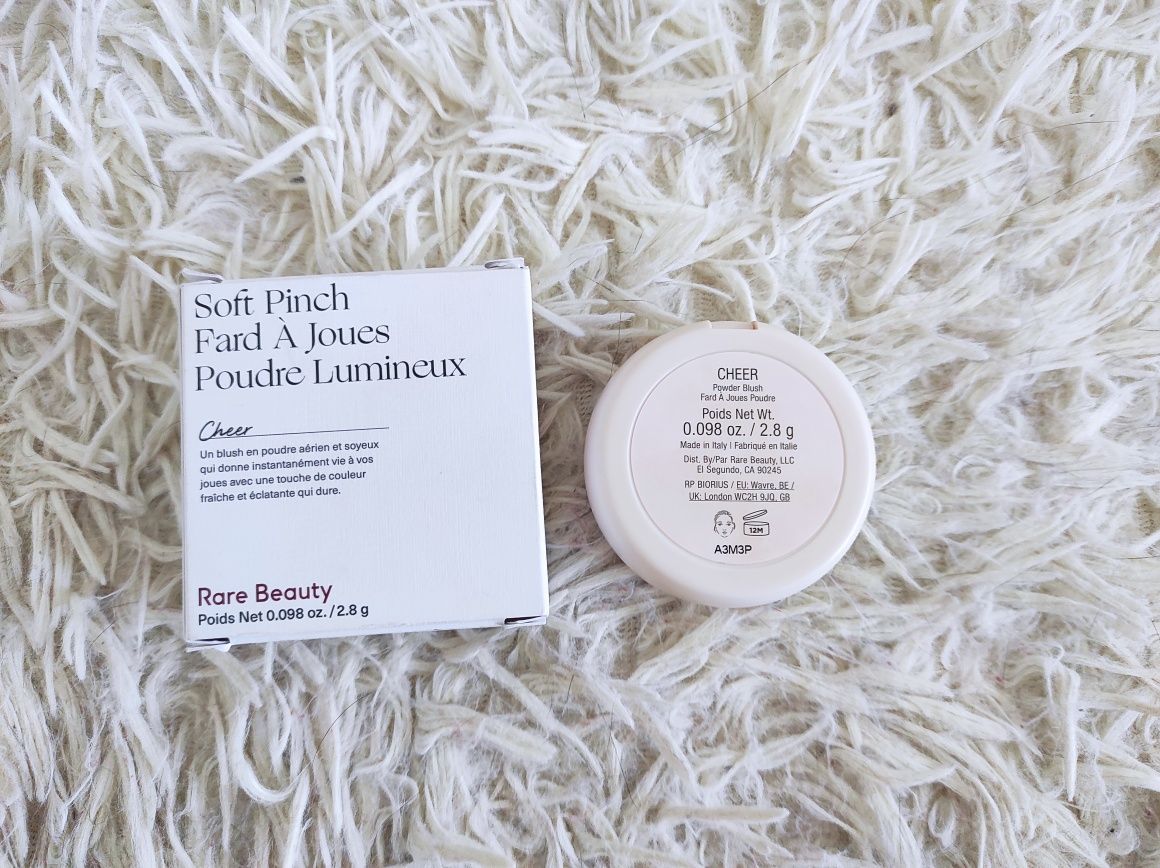 Soft Pinch
Fard À Joues
Poudre Lumineux
Cheer
Un blush en poudre aérien et soyeux
qui donne instantanément vie à vos
joues avec une touche de couleur
fraîche et éclatante qui dure.
Rare Beauty
Poids Net 0.098 oz. / 2.8 g
CHEER
Powder Blush
Fard À Joues Poudre
Poids Net Wt.
0.098 oz. / 2.8 g
Made in Italy | Fabriqué en Italie
Dist. By/Par Rare Beauty, LLC
El Segundo, CA 90245
RP BIORIUS / EU: Wavre, BE /
UK: London WC2H 9JQ, GB
12M
A3M3P